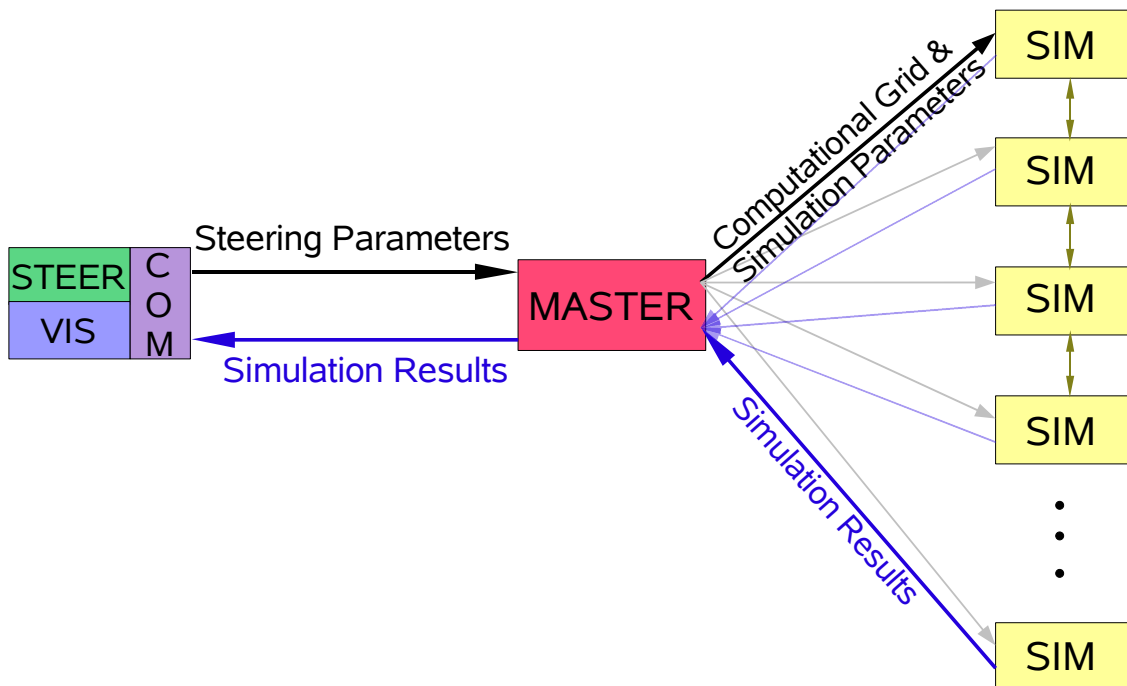 STEER
VIS
C
O
M
Steering Parameters
Simulation Results
MASTER
Computational Grid &
Simulation Parameters
Simulation Results
SIM
SIM
SIM
SIM
SIM